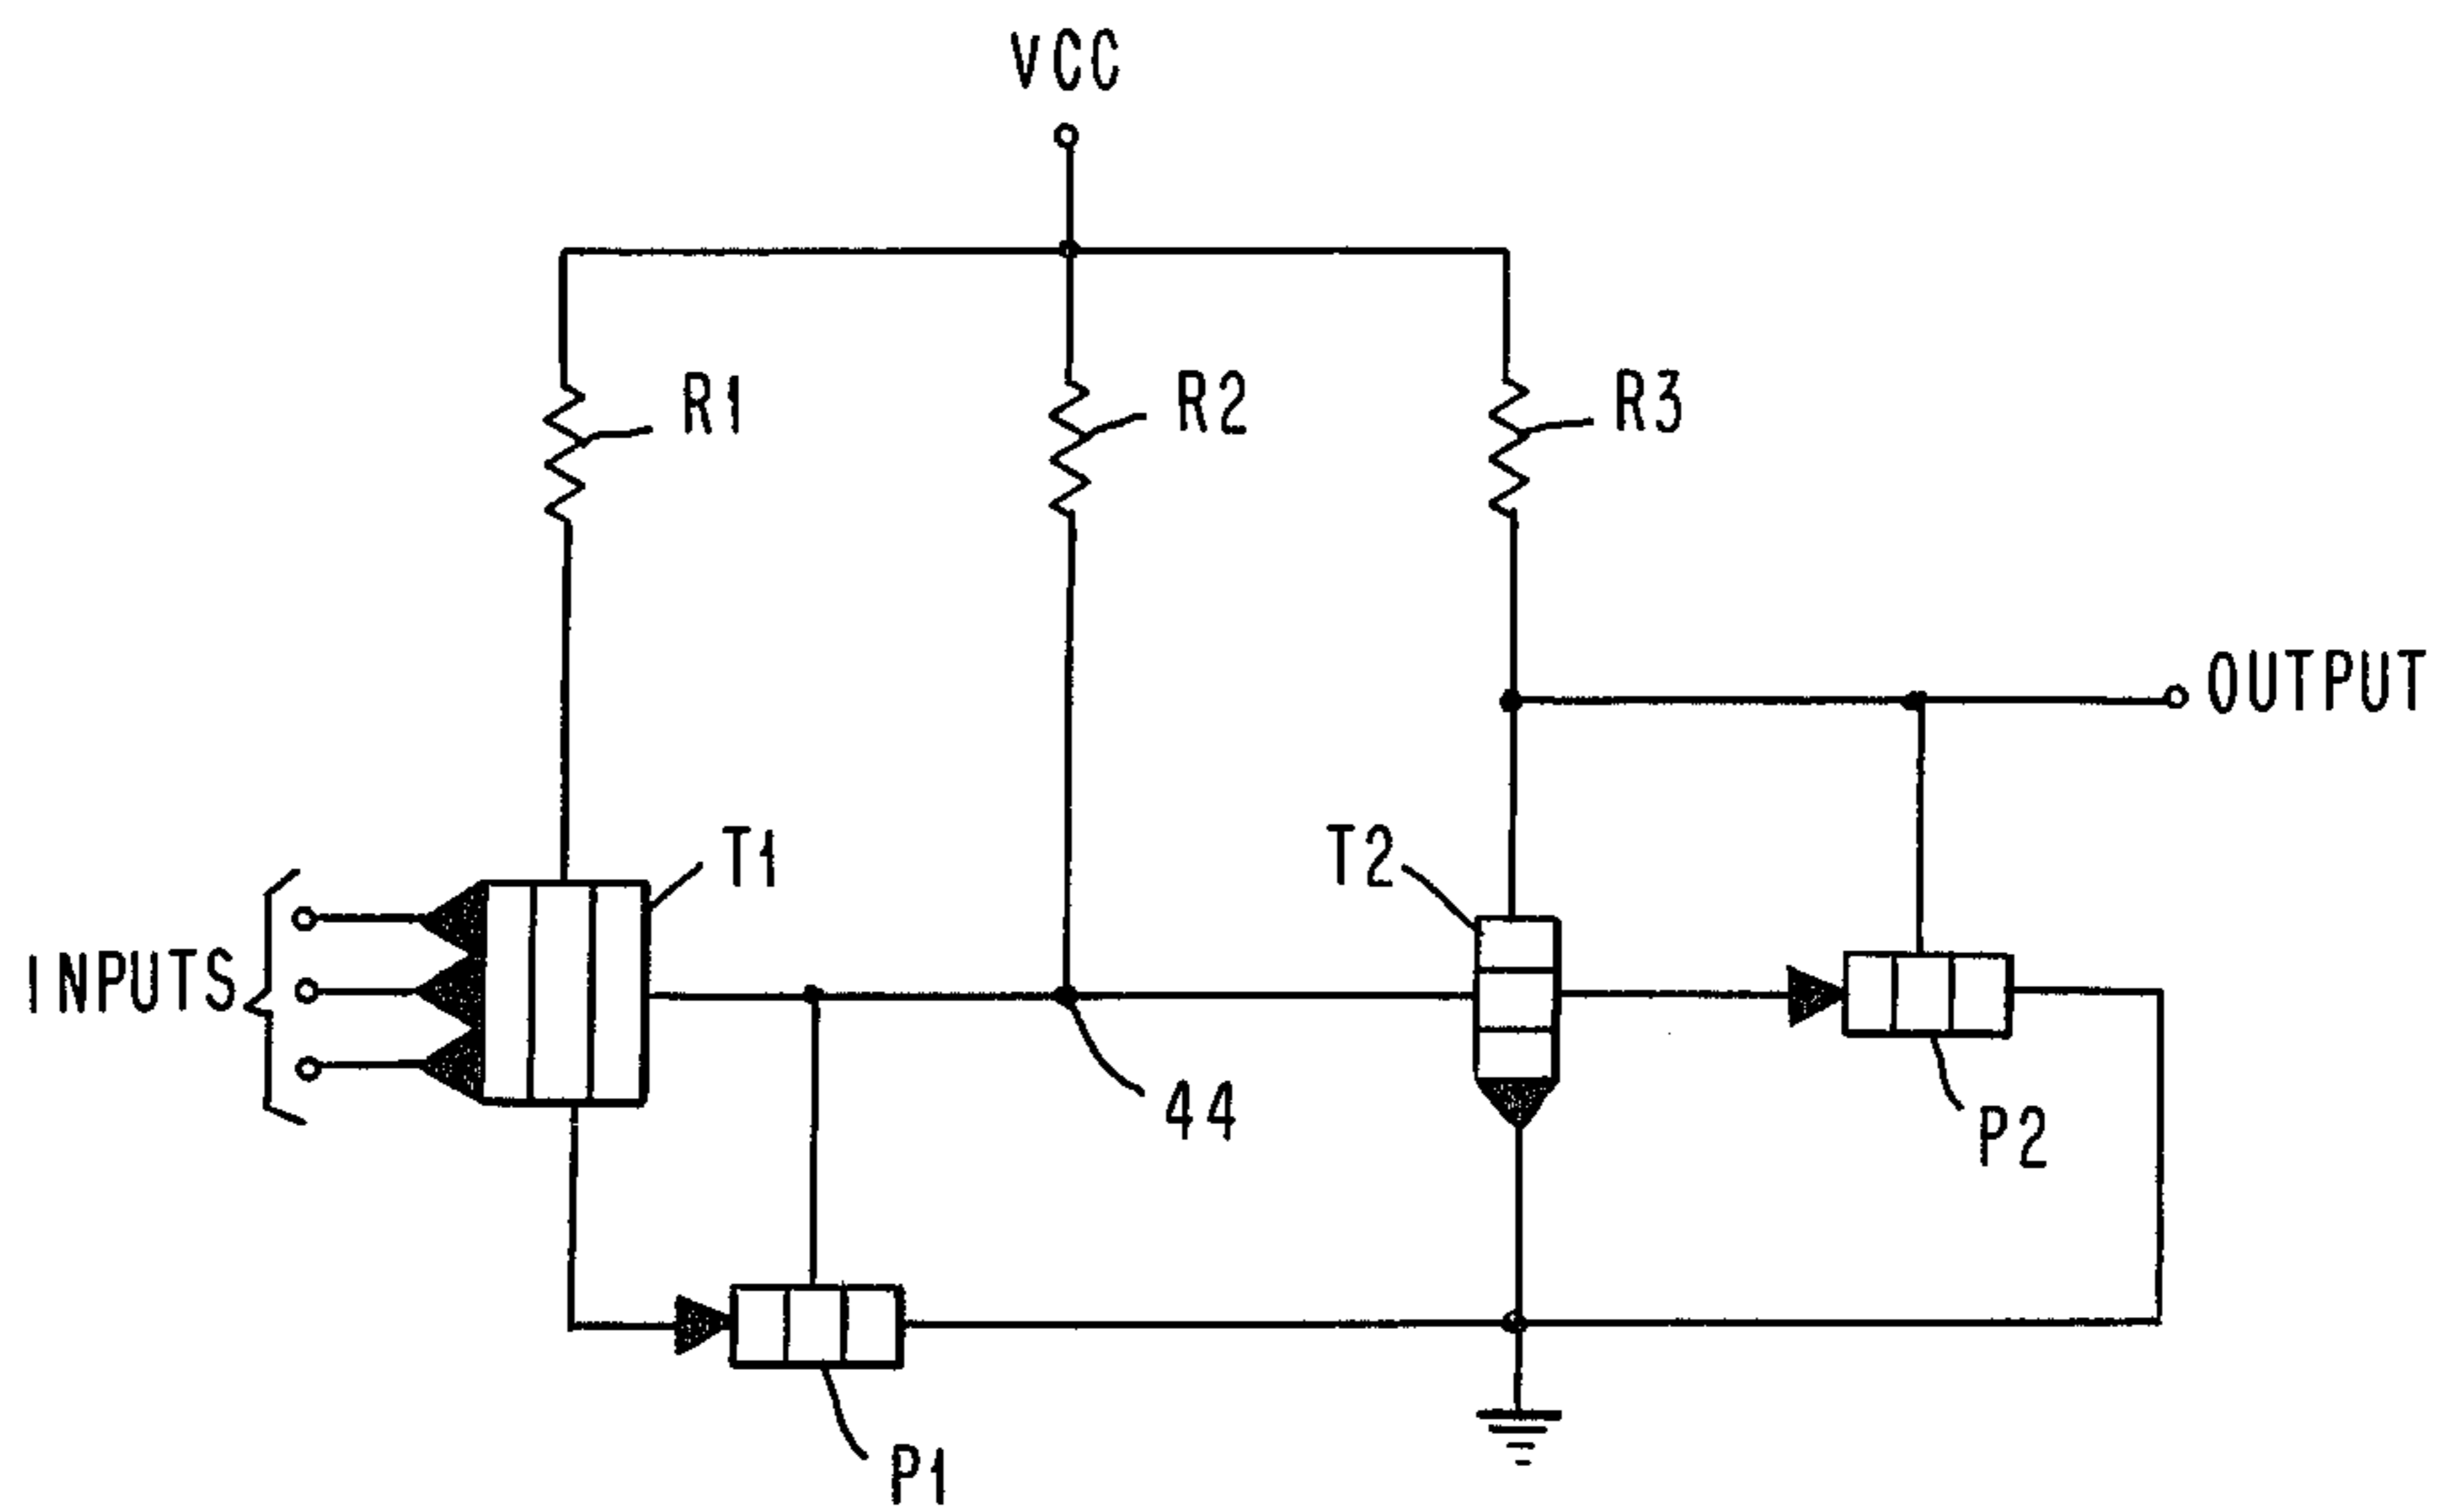 VCC
R1
R2
R3
OUTPUT
T1
T2
INPUTS
44
P2
P1